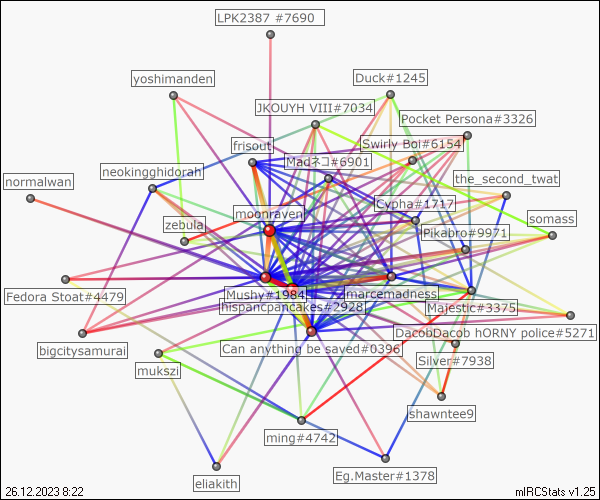 LPK2387 #7690
yoshimanden
Duck#1245
JKOUYH VIII#7034
Pocket Persona#3326
frisout
Swirly Boi#6154
Madネコ#6901
neokingghidorah
the_second_twat
normalwan
Cypha#1717
moonraven
somass
zebula
Pikabro#9971
Fedora Stoat#4479
Mushy#1984
marcemadness
hispancpancakes#2928
Majestic#3375
DacobDacob hORNY police#5271
bigcitysamurai
Can anything be saved#0396
Silver#7938
mukszi
shawntee9
ming#4742
Eg.Master#1378
eliakith
26.12.2023 8:22
mIRCStats v1.25